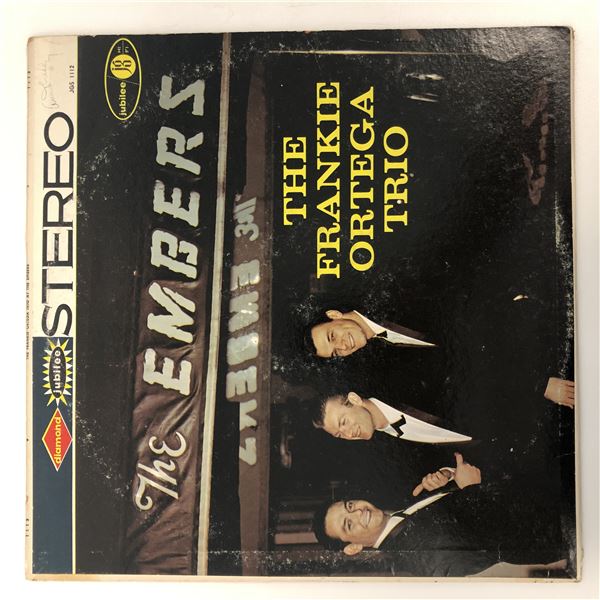 diamond jubilee STEREO
JGS 1112
jubilee
The EMBERS
THE
FRANKIE
ORTEGA
TRIO